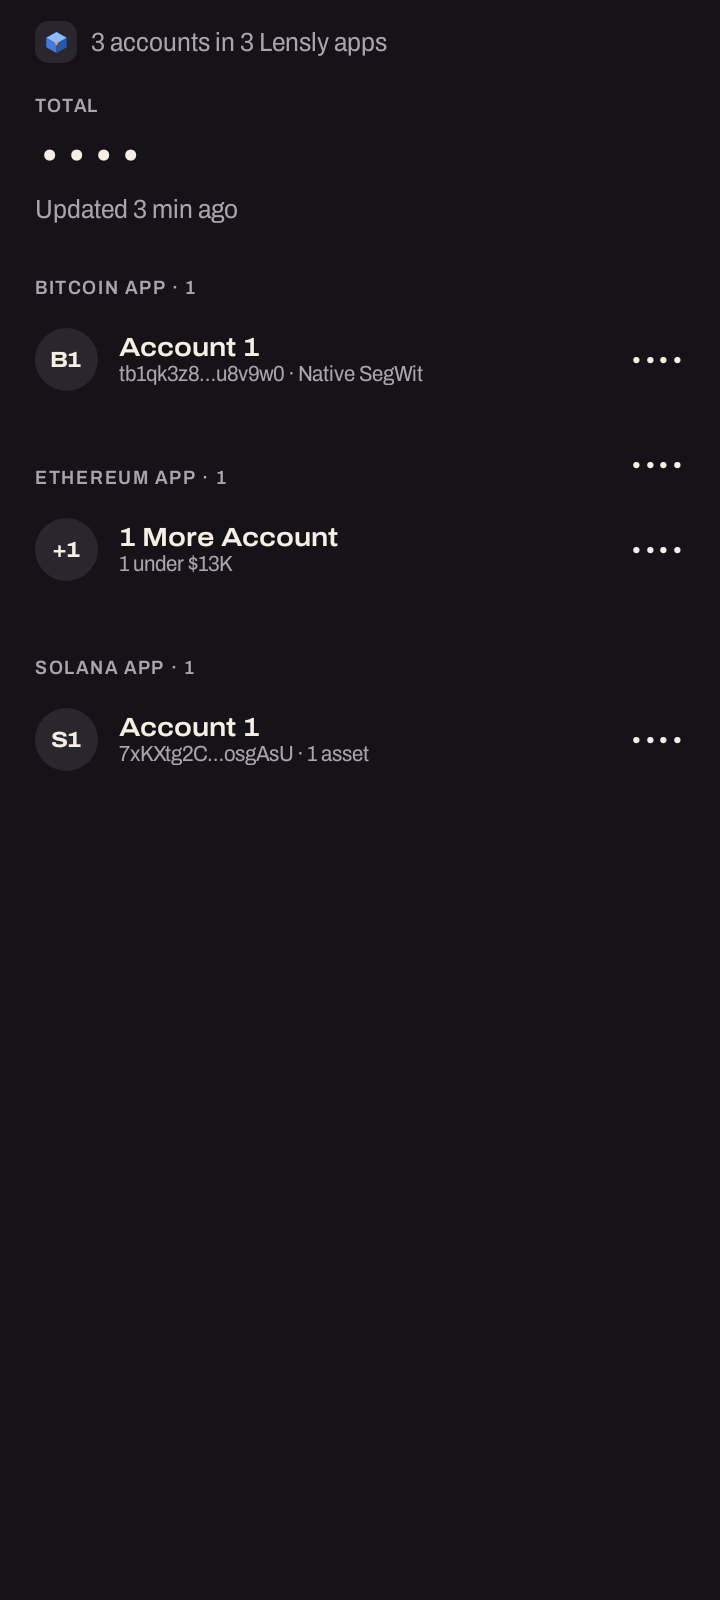 3 accounts in 3 Lensly apps
TOTAL
••••
Updated 3 min ago
BITCOIN APP · 1
B1
Account 1
tb1qk3z8...u8v9w0 · Native SegWit
••••
••••
ETHEREUM APP · 1
+1
1 More Account
1 under $13K
••••
SOLANA APP · 1
S1
Account 1
7xKXtg2C...osgAsU · 1 asset
••••